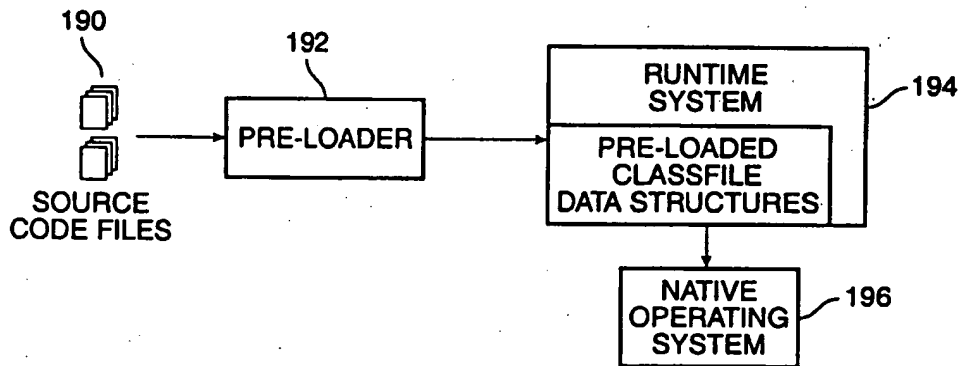 190
SOURCE
CODE FILES
192
PRE-LOADER
RUNTIME
SYSTEM
194
PRE-LOADED
CLASSFILE
DATA STRUCTURES
NATIVE
OPERATING
SYSTEM
196